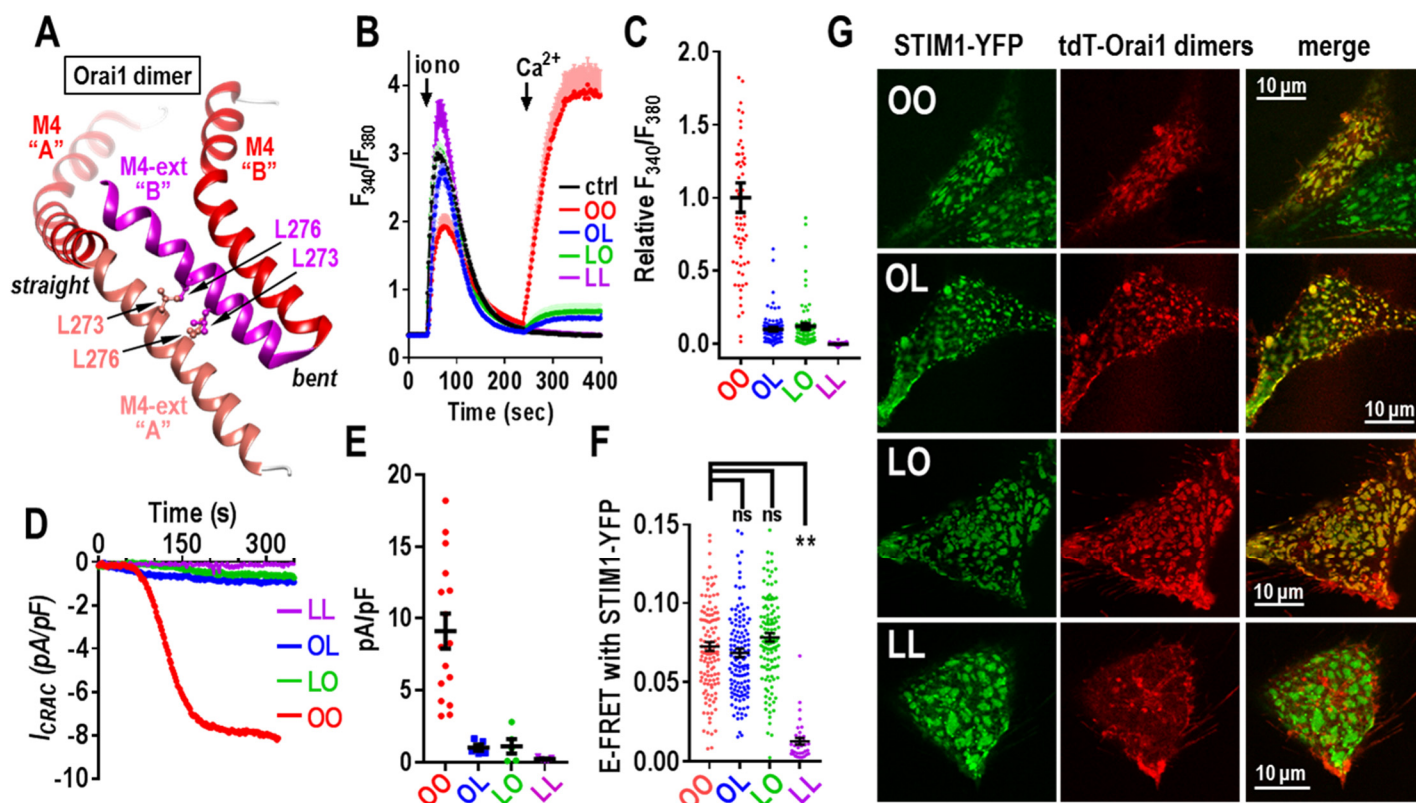 A
Orai1 dimer
M4
"A"
M4-ext
"B"
M4
"B"
L276
L273
straight
L273
L276
bent
M4-ext
"A"
B
iono
Ca2+
F340/F380
4
3
2
1
0
ctrl
OO
OL
LO
LL
0 100 200 300 400
Time (sec)
C
Relative F340/F380
2.0
1.5
1.0
0.5
0.0
OO OL LO LL
D
Time (s)
0 150 300
ICRAC (pA/pF)
0
-2
-4
-6
-8
-10
LL
OL
LO
OO
E
pA/pF
20
15
10
5
0
OO OL LO LL
F
E-FRET with STIM1-YFP
0.15
0.10
0.05
0.00
ns ns **
OO OL LO LL
G
STIM1-YFP tdT-Orai1 dimers merge
OO 10 µm
OL 10 µm
LO 10 µm
LL 10 µm